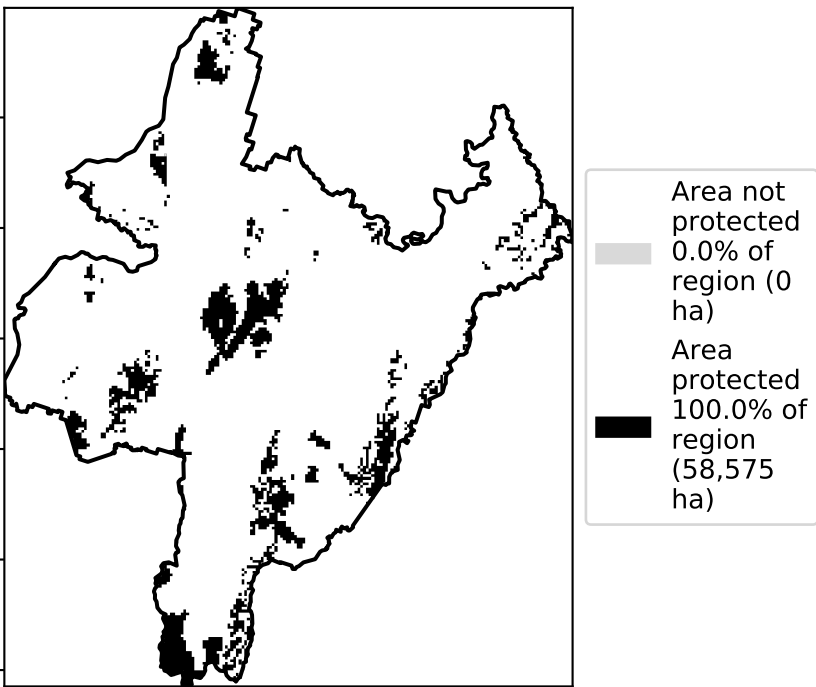 Area not
protected
0.0% of
region (0
ha)
Area
protected
100.0% of
region
(58,575
ha)